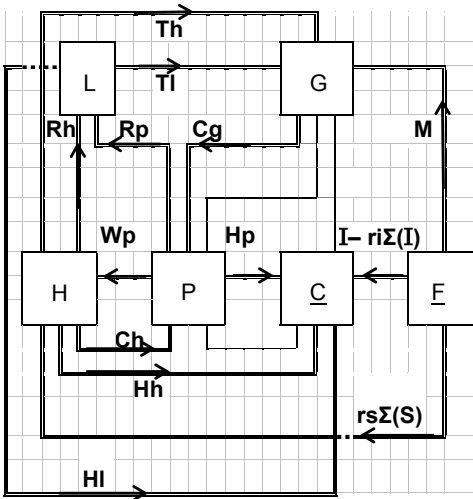 Th
L Tl G
Rh Rp Cg M
Wp Hp I– riΣ(I)
H P C F
Ch
Hh
rsΣ(S)
Hl